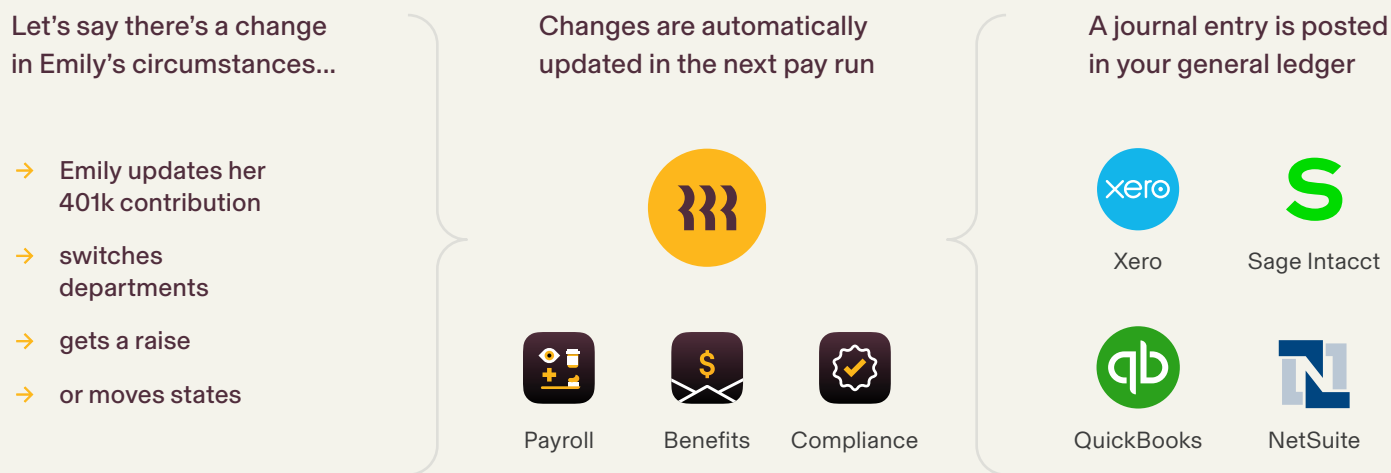 Let’s say there’s a change
in Emily’s circumstances...
→ Emily updates her
401k contribution
→ switches
departments
→ gets a raise
→ or moves states
Changes are automatically
updated in the next pay run
$
Payroll
Benefits
Compliance
A journal entry is posted
in your general ledger
xero
Xero
S
Sage Intacct
qb
QuickBooks
N
NetSuite